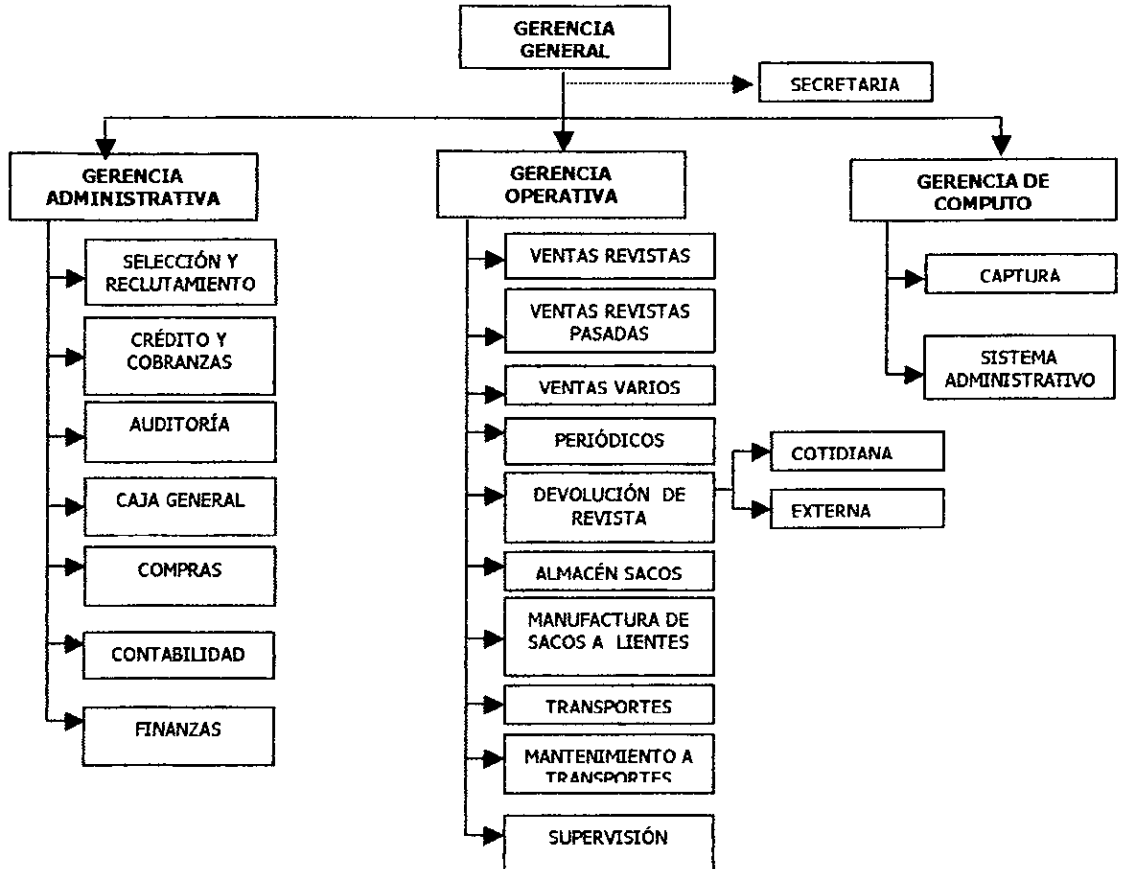 GERENCIA
GENERAL
SECRETARIA
GERENCIA
ADMINISTRATIVA
SELECCIÓN Y
RECLUTAMIENTO
CRÉDITO Y
COBRANZAS
AUDITORÍA
CAJA GENERAL
COMPRAS
CONTABILIDAD
FINANZAS
GERENCIA
OPERATIVA
VENTAS REVISTAS
VENTAS REVISTAS
PASADAS
VENTAS VARIOS
PERIÓDICOS
DEVOLUCIÓN DE
REVISTA
COTIDIANA
EXTERNA
ALMACÉN SACOS
MANUFACTURA DE
SACOS A LIENTES
TRANSPORTES
MANTENIMIENTO A
TRANSPORTES
SUPERVISIÓN
GERENCIA DE
COMPUTO
CAPTURA
SISTEMA
ADMINISTRATIVO